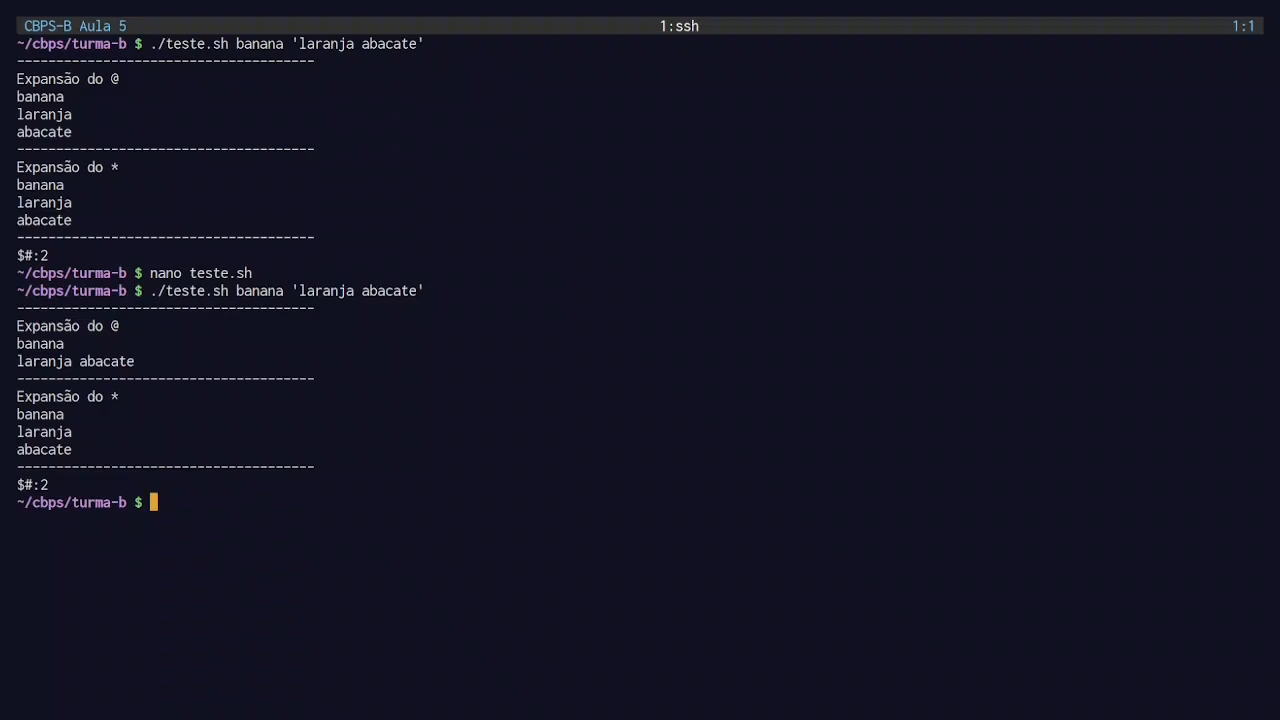 CBPS-B Aula 5 1:ssh 1:1
~/cbps/turma-b $ ./teste.sh banana 'laranja abacate'
--------------------------------------
Expansão do @
banana
laranja
abacate
--------------------------------------
Expansão do *
banana
laranja
abacate
--------------------------------------
$#:2
~/cbps/turma-b $ nano teste.sh
~/cbps/turma-b $ ./teste.sh banana 'laranja abacate'
--------------------------------------
Expansão do @
banana
laranja abacate
--------------------------------------
Expansão do *
banana
laranja
abacate
--------------------------------------
$#:2
~/cbps/turma-b $